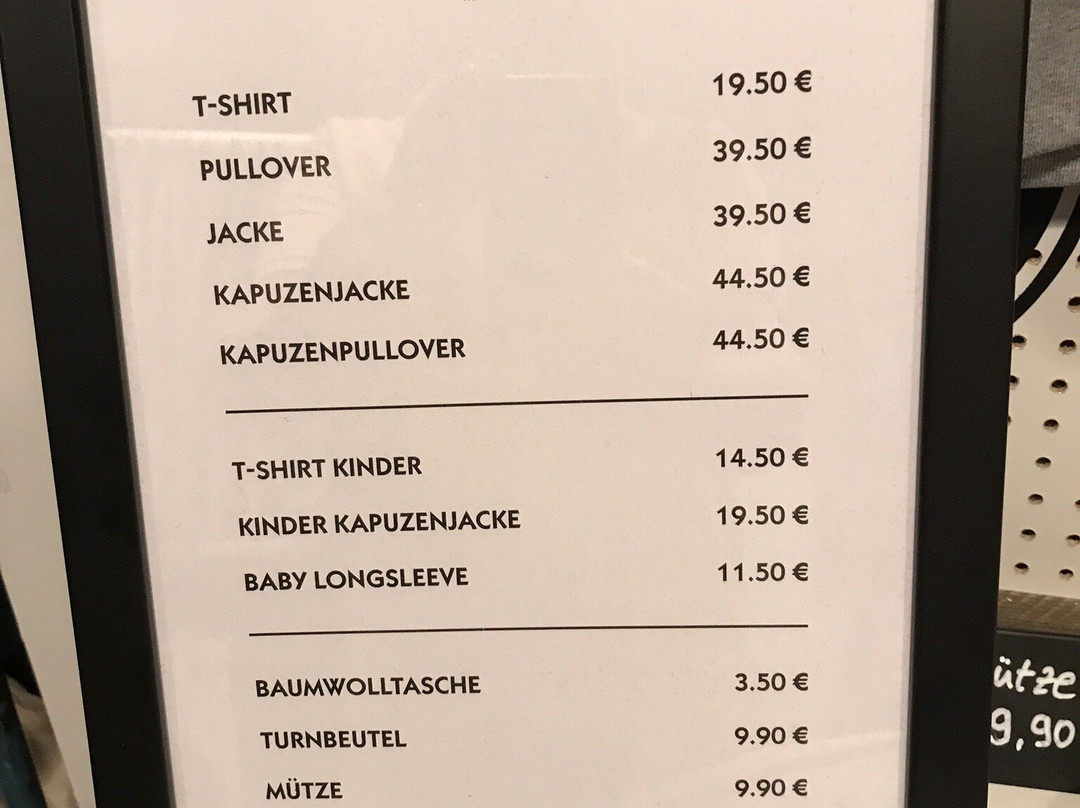 T-SHIRT 19.50 €
PULLOVER 39.50 €
JACKE 39.50 €
KAPUZENJACKE 44.50 €
KAPUZENPULLOVER 44.50 €
T-SHIRT KINDER 14.50 €
KINDER KAPUZENJACKE 19.50 €
BABY LONGSLEEVE 11.50 €
BAUMWOLLTASCHE 3.50 €
TURNBEUTEL 9.90 €
MÜTZE 9.90 €
ütze
9,90